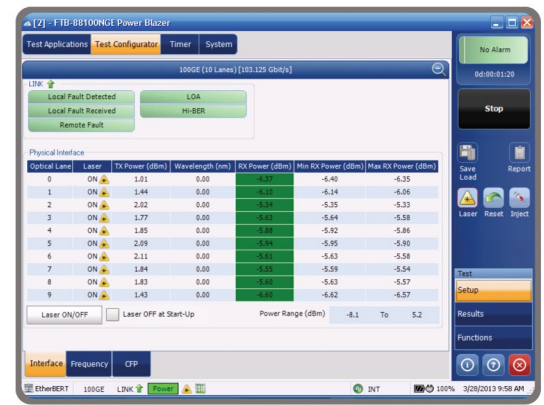 [2] - FTB-88100NGE Power Blazer
Test Applications Test Configurator Timer System
No Alarm
0d:00:01:20
Stop
Save
Load
Report
Laser Reset Inject
Test
Setup
Results
Functions
100GE (10 Lanes) [103.125 Gbit/s]
LINK
Local Fault Detected LOA
Local Fault Received Hi-BER
Remote Fault
Physical Interface
Optical Lane Laser TX Power (dBm) Wavelength (nm) RX Power (dBm) Min RX Power (dBm) Max RX Power (dBm)
0 ON 1.01 0.00 -6.37 -6.40 -6.35
1 ON 1.44 0.00 -6.10 -6.14 -6.06
2 ON 2.02 0.00 -5.34 -5.35 -5.33
3 ON 1.77 0.00 -5.63 -5.64 -5.58
4 ON 1.85 0.00 -5.88 -5.92 -5.86
5 ON 2.09 0.00 -5.94 -5.95 -5.90
6 ON 2.11 0.00 -5.61 -5.63 -5.58
7 ON 1.84 0.00 -5.55 -5.59 -5.54
8 ON 1.83 0.00 -5.60 -5.63 -5.57
9 ON 1.43 0.00 -6.60 -6.62 -6.57
Laser ON/OFF Laser OFF at Start-Up Power Range (dBm) -8.1 To 5.2
Interface Frequency CFP
EtherBERT 100GE LINK Power INT 100% 3/28/2013 9:58 AM